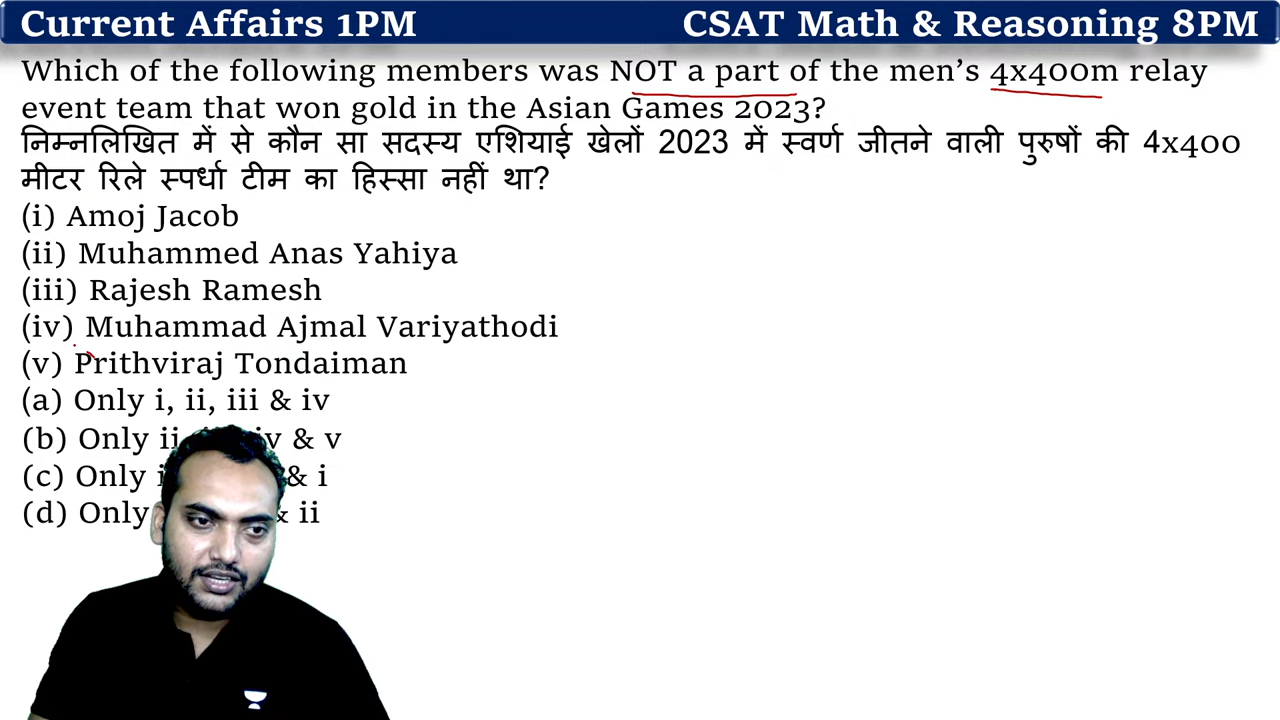 Current Affairs 1PM
CSAT Math & Reasoning 8PM
Which of the following members was NOT a part of the men’s 4x400m relay
event team that won gold in the Asian Games 2023?
निम्नलिखित में से कौन सा सदस्य एशियाई खेलों 2023 में स्वर्ण जीतने वाली पुरुषों की 4x400
मीटर रिले स्पर्धा टीम का हिस्सा नहीं था?
(i) Amoj Jacob
(ii) Muhammed Anas Yahiya
(iii) Rajesh Ramesh
(iv) Muhammad Ajmal Variyathodi
(v) Prithviraj Tondaiman
(a) Only i, ii, iii & iv
(b) Only ii & v
(c) Only & i
(d) Only & ii